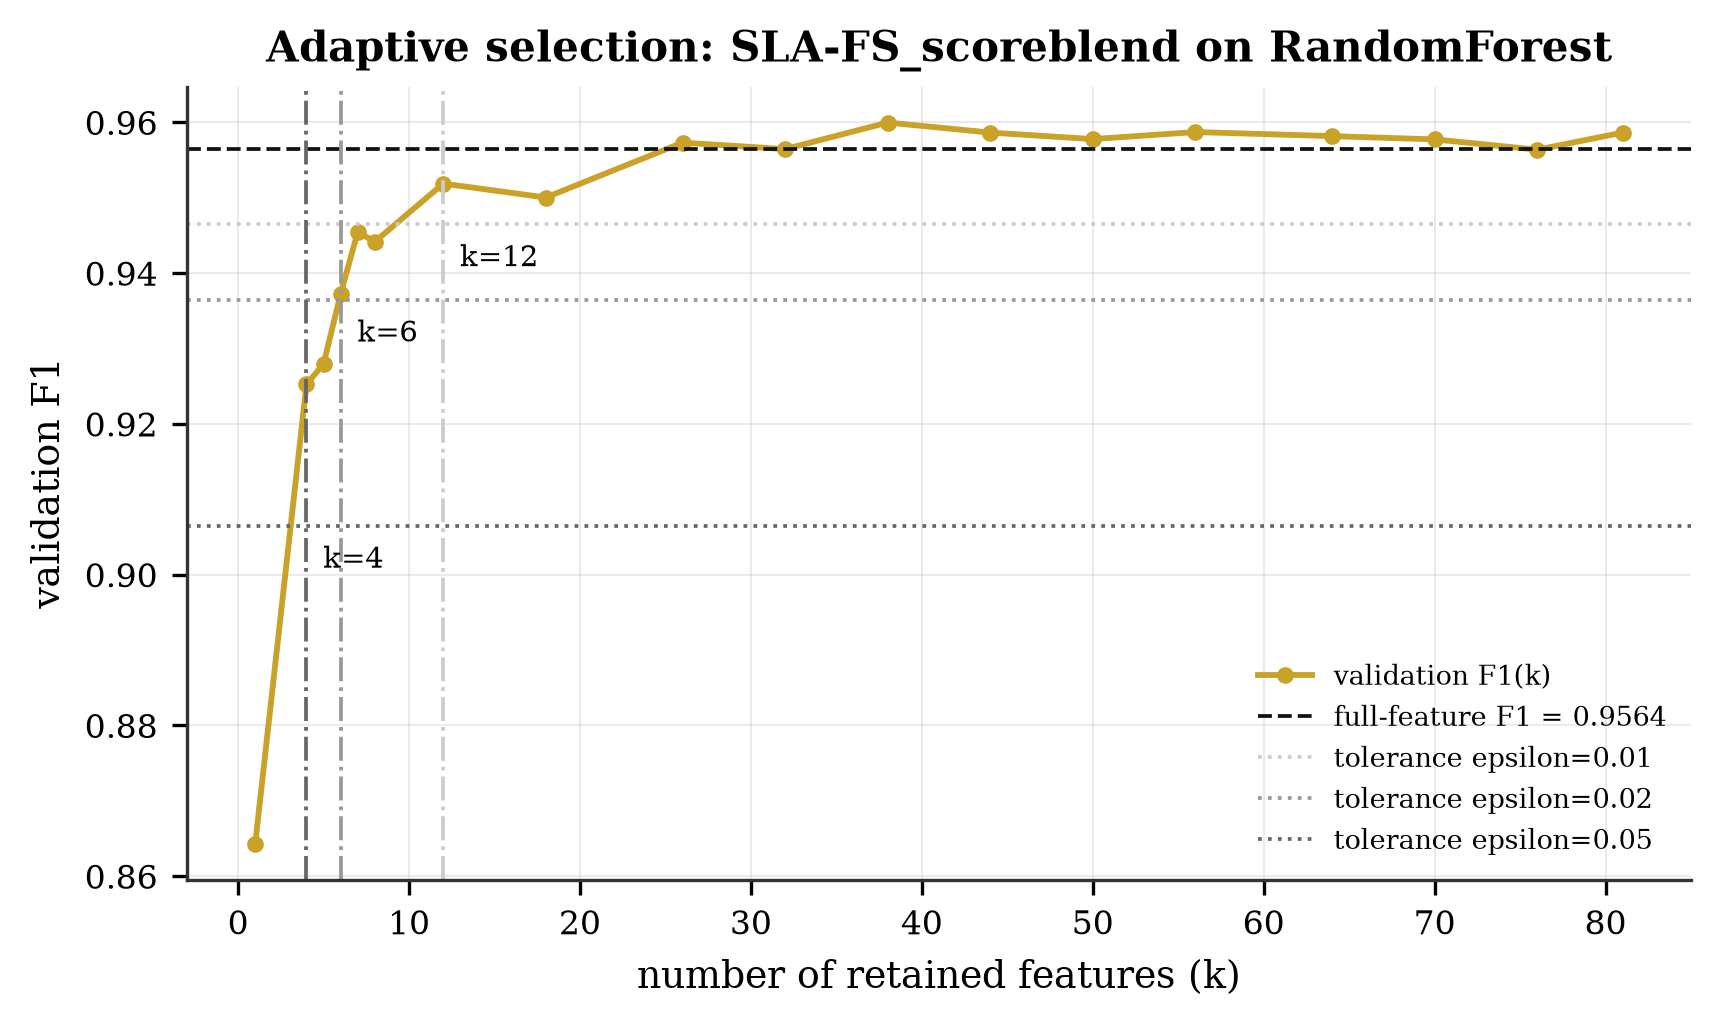 Adaptive selection: SLA-FS_scoreblend on RandomForest
validation F1
0.96
0.94
0.92
0.90
0.88
0.86
k=12
k=6
k=4
validation F1(k)
full-feature F1 = 0.9564
tolerance epsilon=0.01
tolerance epsilon=0.02
tolerance epsilon=0.05
0 10 20 30 40 50 60 70 80
number of retained features (k)